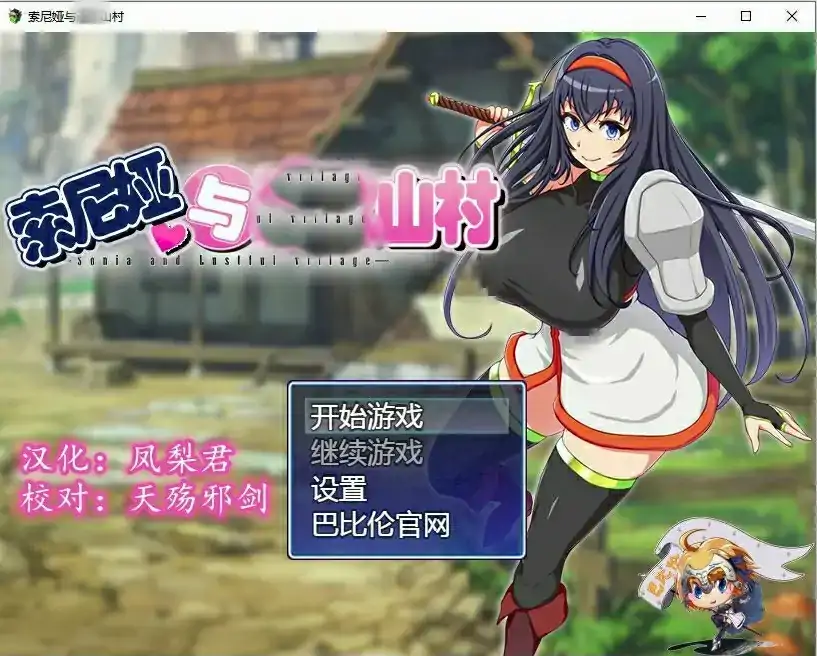 索尼娅与 山村
索尼娅与 山村
village
village
-Sonia and Lustful village-
开始游戏
继续游戏
设置
巴比伦官网
汉化：凤梨君
校对：天殇邪剑